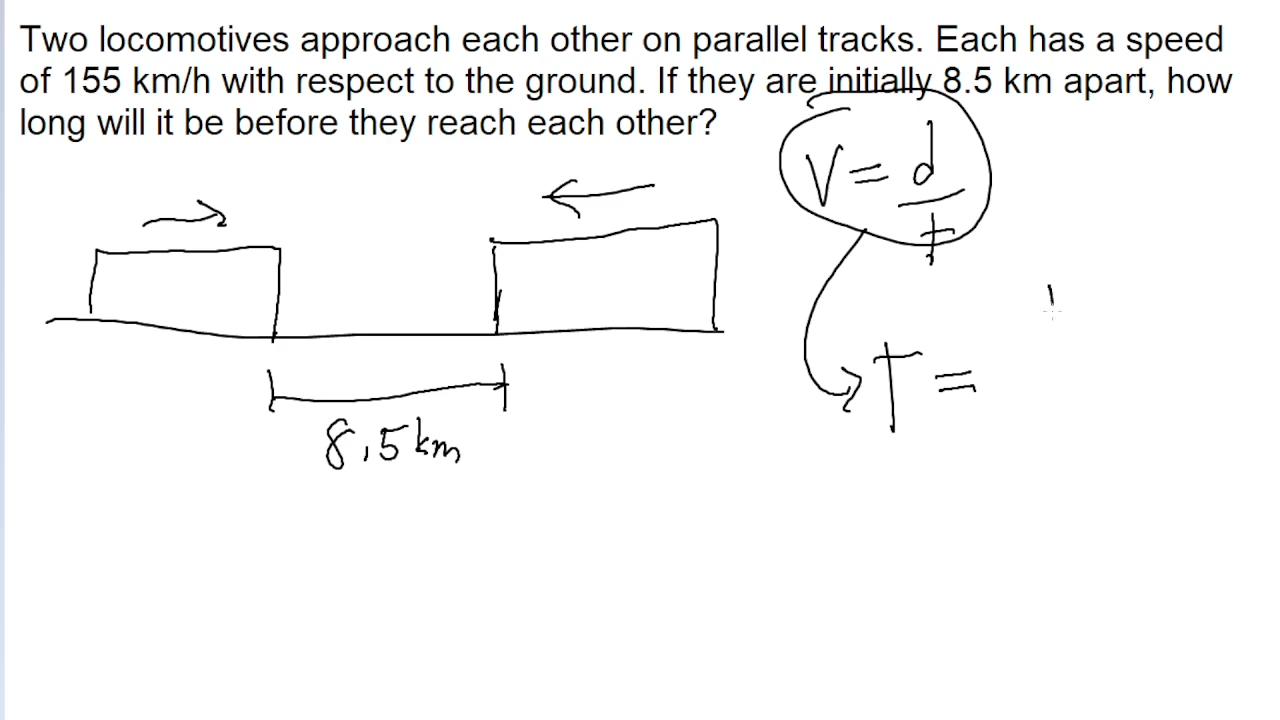 Two locomotives approach each other on parallel tracks. Each has a speed
of 155 km/h with respect to the ground. If they are initially 8.5 km apart, how
long will it be before they reach each other?
V = d
t
T =
8,5 km